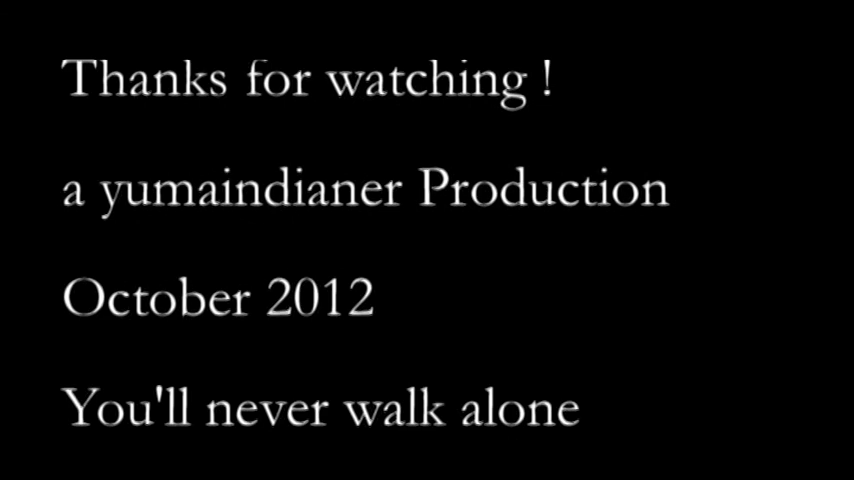 Thanks for watching !
a yumaindianer Production
October 2012
You'll never walk alone